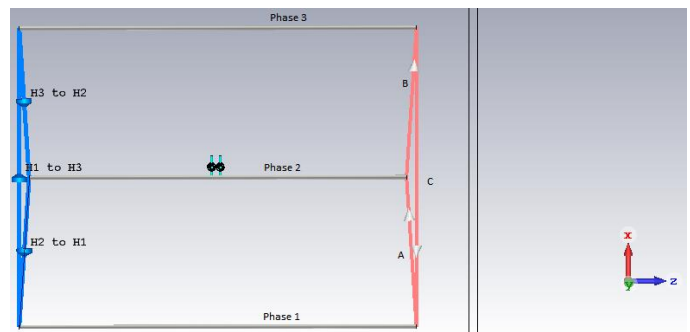 Phase 3
B
H3 to H2
H1 to H3
Phase 2
C
H2 to H1
A
Phase 1
x
y
z